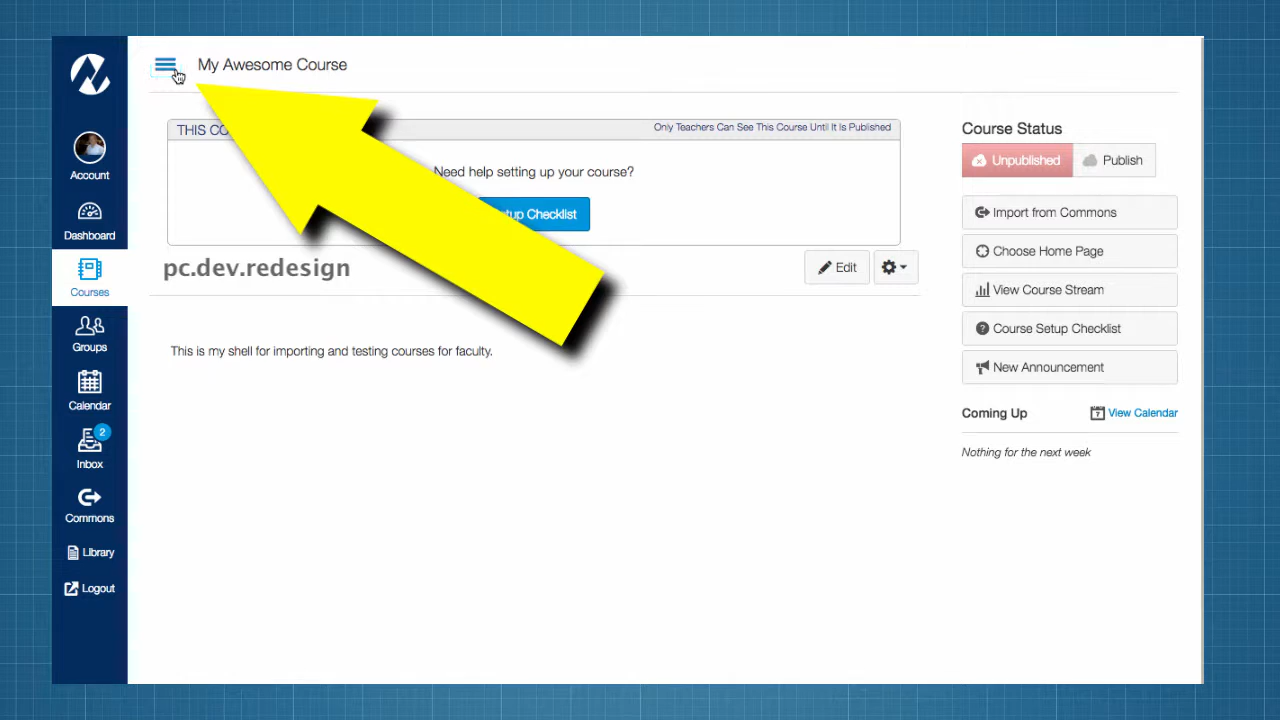 My Awesome Course
Account
Dashboard
Courses
Groups
Calendar
2
Inbox
Commons
Library
Logout
THIS CO
Only Teachers Can See This Course Until It Is Published
Need help setting up your course?
tup Checklist
pc.dev.redesign
Edit
This is my shell for importing and testing courses for faculty.
Course Status
Unpublished Publish
Import from Commons
Choose Home Page
View Course Stream
Course Setup Checklist
New Announcement
Coming Up 7 View Calendar
Nothing for the next week